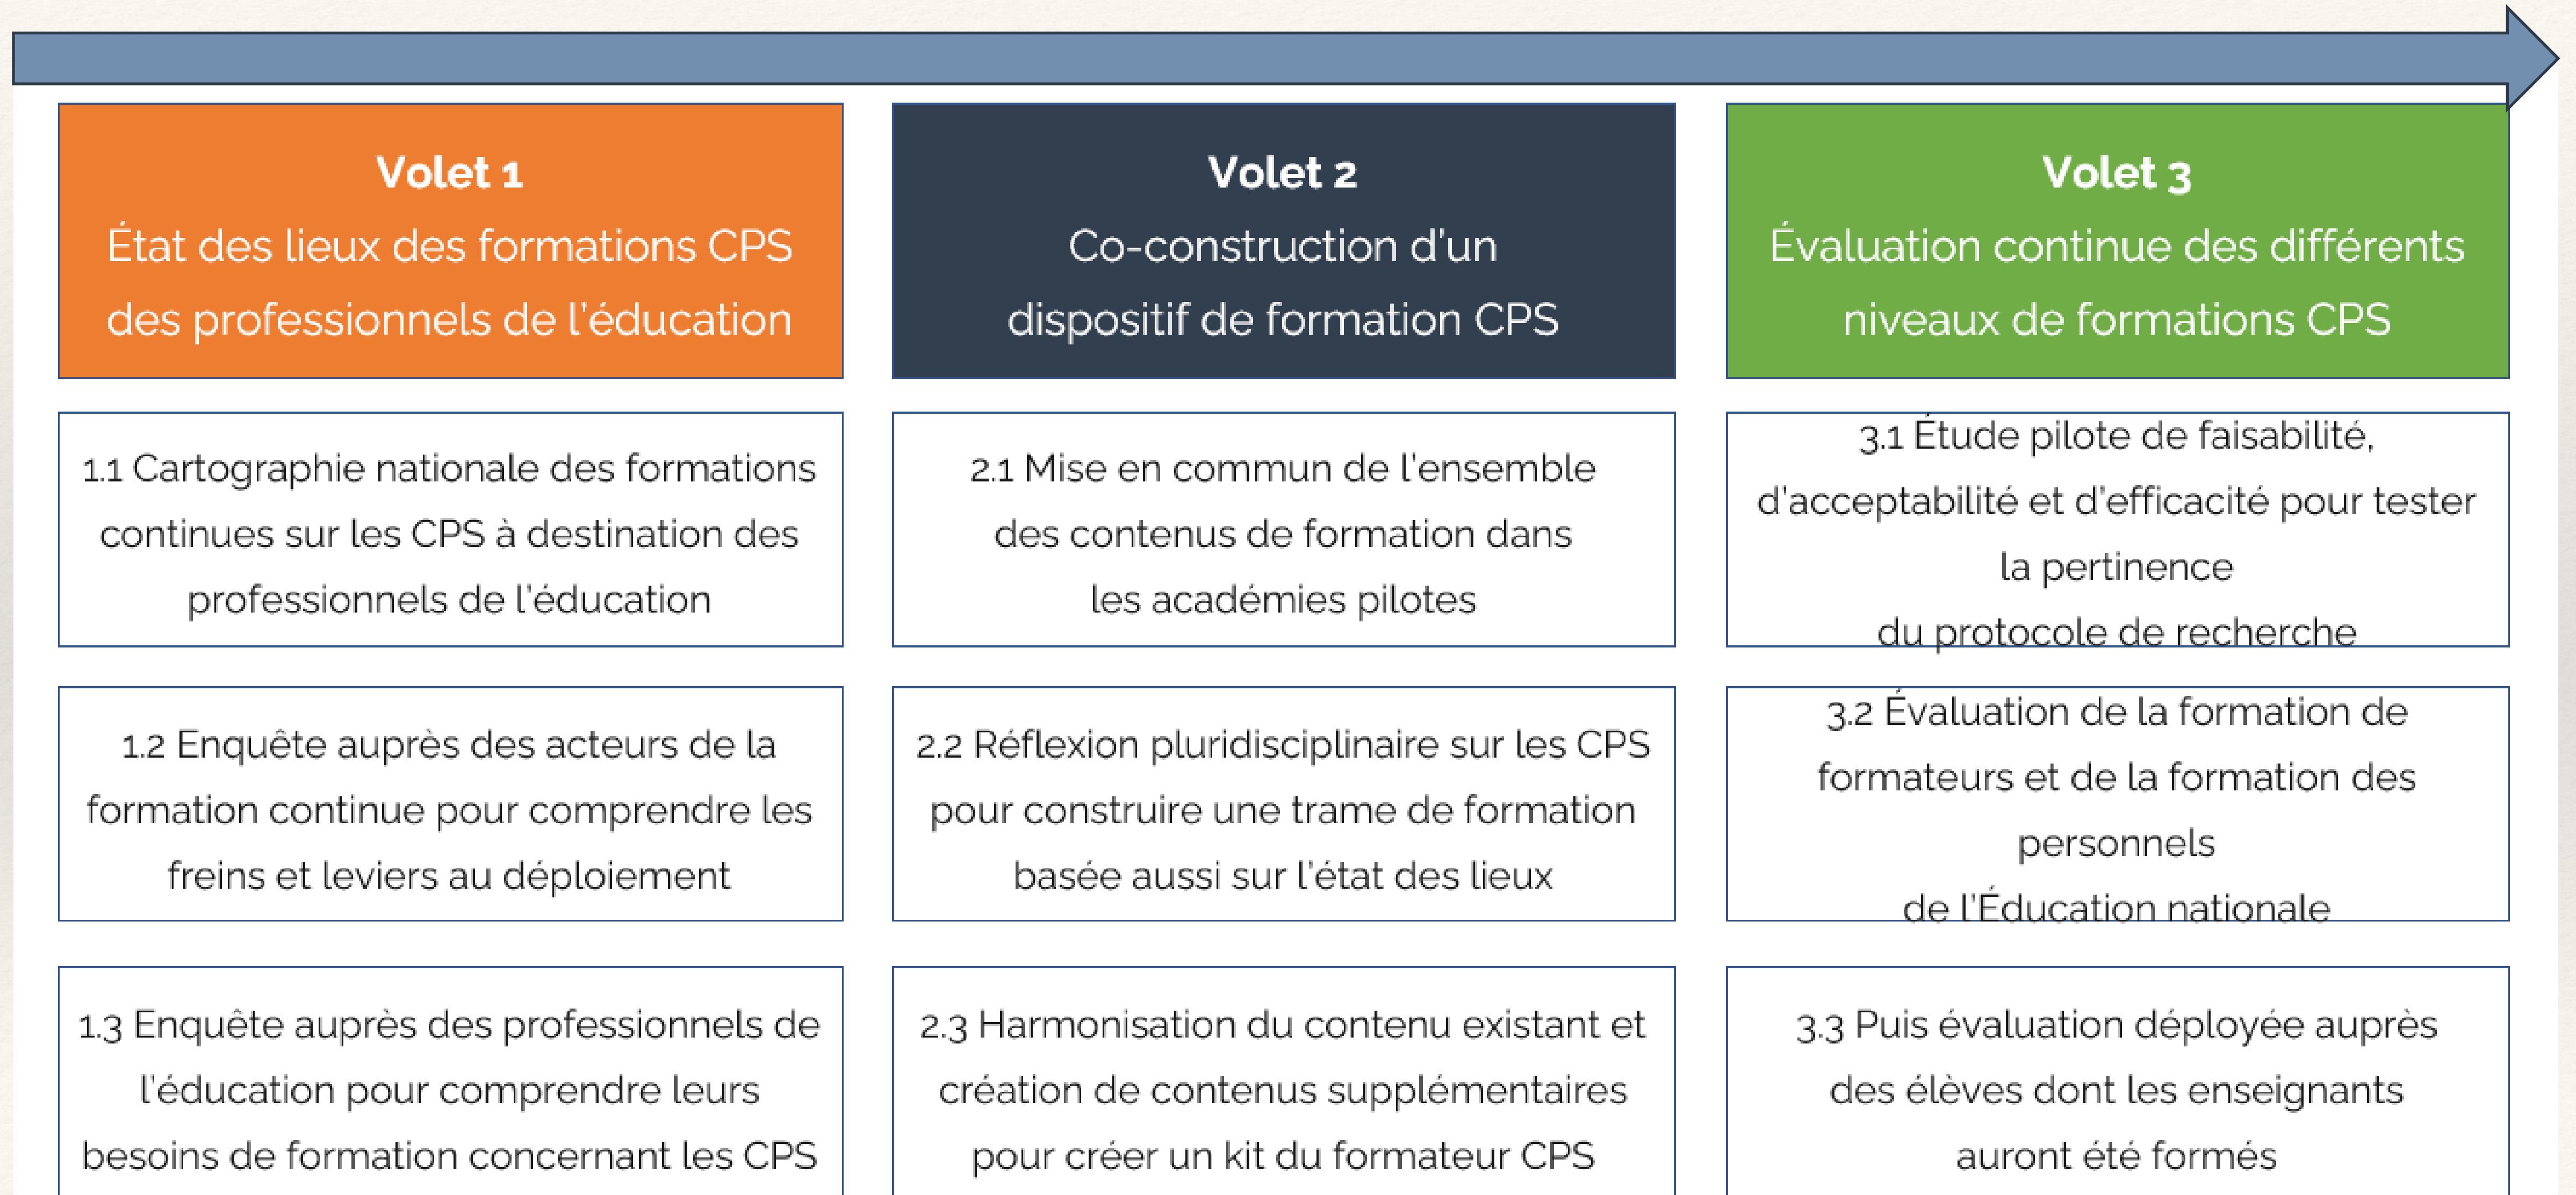 Volet 1
État des lieux des formations CPS
des professionnels de l'éducation
Volet 2
Co-construction d'un
dispositif de formation CPS
Volet 3
Évaluation continue des différents
niveaux de formations CPS
1.1 Cartographie nationale des formations
continues sur les CPS à destination des
professionnels de l'éducation
2.1 Mise en commun de l'ensemble
des contenus de formation dans
les académies pilotes
3.1 Étude pilote de faisabilité,
d'acceptabilité et d'efficacité pour tester
la pertinence
du protocole de recherche
1.2 Enquête auprès des acteurs de la
formation continue pour comprendre les
freins et leviers au déploiement
2.2 Réflexion pluridisciplinaire sur les CPS
pour construire une trame de formation
basée aussi sur l'état des lieux
3.2 Évaluation de la formation de
formateurs et de la formation des
personnels
de l'Éducation nationale
1.3 Enquête auprès des professionnels de
l'éducation pour comprendre leurs
besoins de formation concernant les CPS
2.3 Harmonisation du contenu existant et
création de contenus supplémentaires
pour créer un kit du formateur CPS
3.3 Puis évaluation déployée auprès
des élèves dont les enseignants
auront été formés